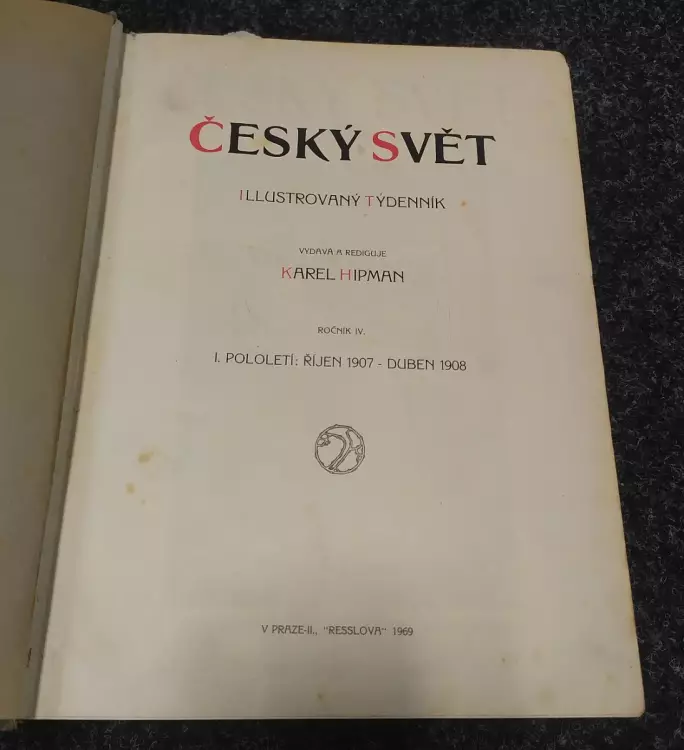 ČESKÝ SVĚT
ILLUSTROVANÝ TÝDENNÍK
VYDÁVÁ A REDIGUJE
KAREL HIPMAN
ROČNÍK IV.
I. POLOLETÍ: ŘÍJEN 1907 - DUBEN 1908
V PRAZE-II., "RESSLOVA" 1969